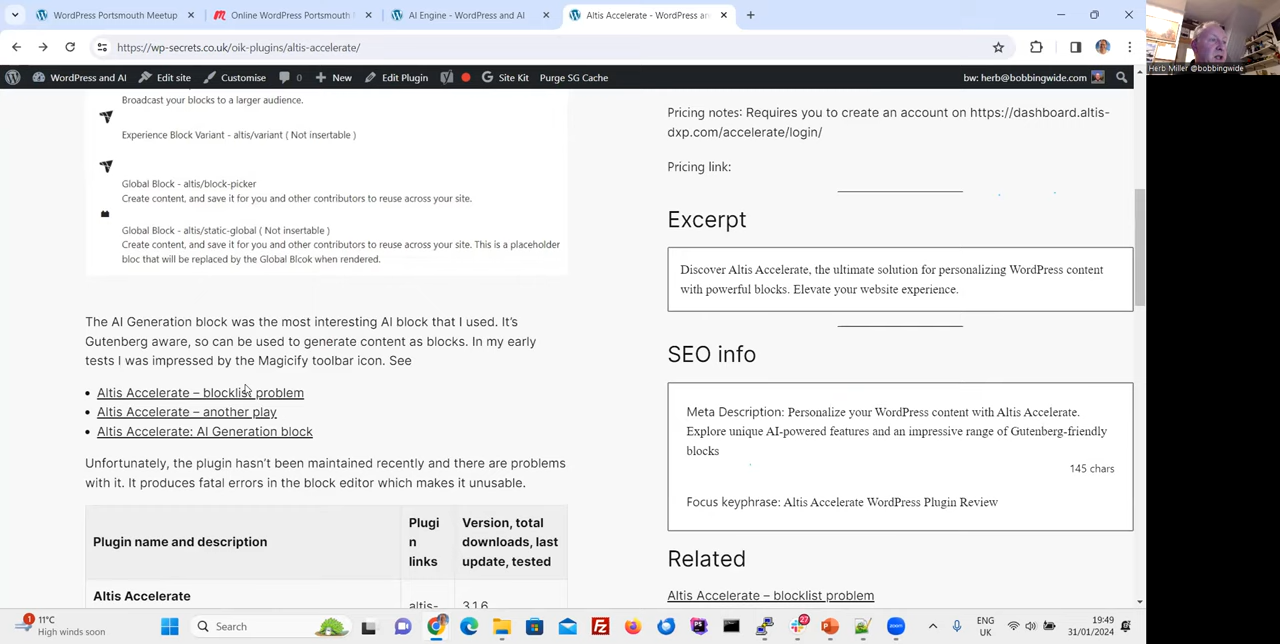 WordPress Portsmouth Meetup
Online WordPress Portsmouth
AI Engine - WordPress and AI
Altis Accelerate - WordPress an
https://wp-secrets.co.uk/oik-plugins/altis-accelerate/
Herb Miller @bobbingwide
WordPress and AI
Edit site
Customise
0
New
Edit Plugin
Site Kit
Purge SG Cache
bw: herb@bobbingwide.com
Broadcast your blocks to a larger audience.
Experience Block Variant - altis/variant ( Not insertable )
Global Block - altis/block-picker
Create content, and save it for you and other contributors to reuse across your site.
Global Block - altis/static-global ( Not insertable )
Create content, and save it for you and other contributors to reuse across your site. This is a placeholder
bloc that will be replaced by the Global Blcok when rendered.
The AI Generation block was the most interesting AI block that I used. It's
Gutenberg aware, so can be used to generate content as blocks. In my early
tests I was impressed by the Magicify toolbar icon. See
Altis Accelerate – blocklist problem
Altis Accelerate – another play
Altis Accelerate: AI Generation block
Unfortunately, the plugin hasn't been maintained recently and there are problems
with it. It produces fatal errors in the block editor which makes it unusable.
Plugin name and description
Plugi
n
links
Version, total
downloads, last
update, tested
Altis Accelerate
altis-
3.1.6
Pricing notes: Requires you to create an account on https://dashboard.altis-
dxp.com/accelerate/login/
Pricing link:
Excerpt
Discover Altis Accelerate, the ultimate solution for personalizing WordPress content
with powerful blocks. Elevate your website experience.
SEO info
Meta Description: Personalize your WordPress content with Altis Accelerate.
Explore unique AI-powered features and an impressive range of Gutenberg-friendly
blocks
145 chars
Focus keyphrase: Altis Accelerate WordPress Plugin Review
Related
Altis Accelerate – blocklist problem
1
11°C
High winds soon
Search
27
zoom
ENG
UK
19:49
31/01/2024